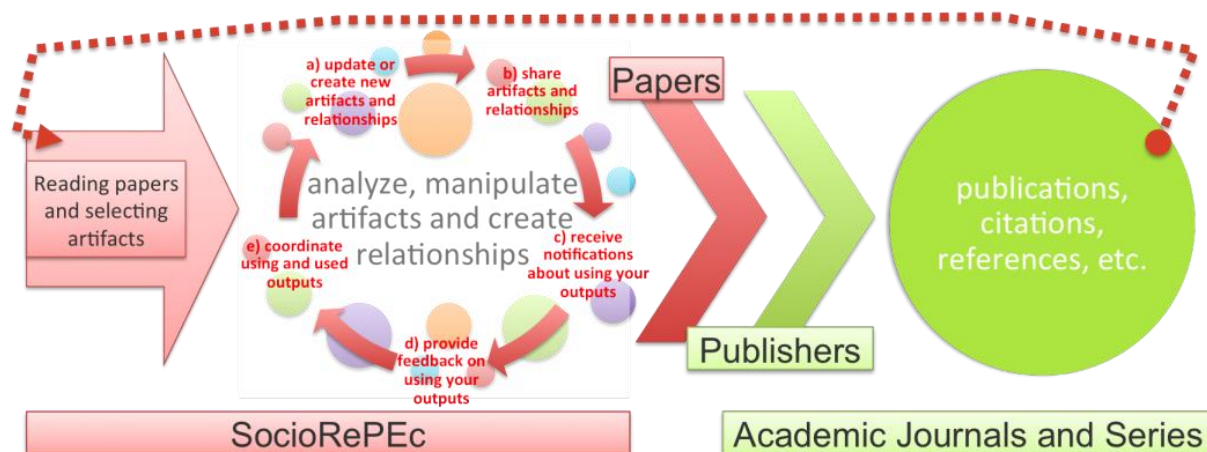 Reading papers
and selecting
artifacts
a) update or
create new
artifacts and
relationships
b) share
artifacts and
relationships
analyze, manipulate
artifacts and create
relationships
c) receive
notifications
about using your
outputs
d) provide
feedback on
using your
outputs
e) coordinate
using and used
outputs
Papers
Publishers
publications,
citations,
references, etc.
SocioRePEc
Academic Journals and Series